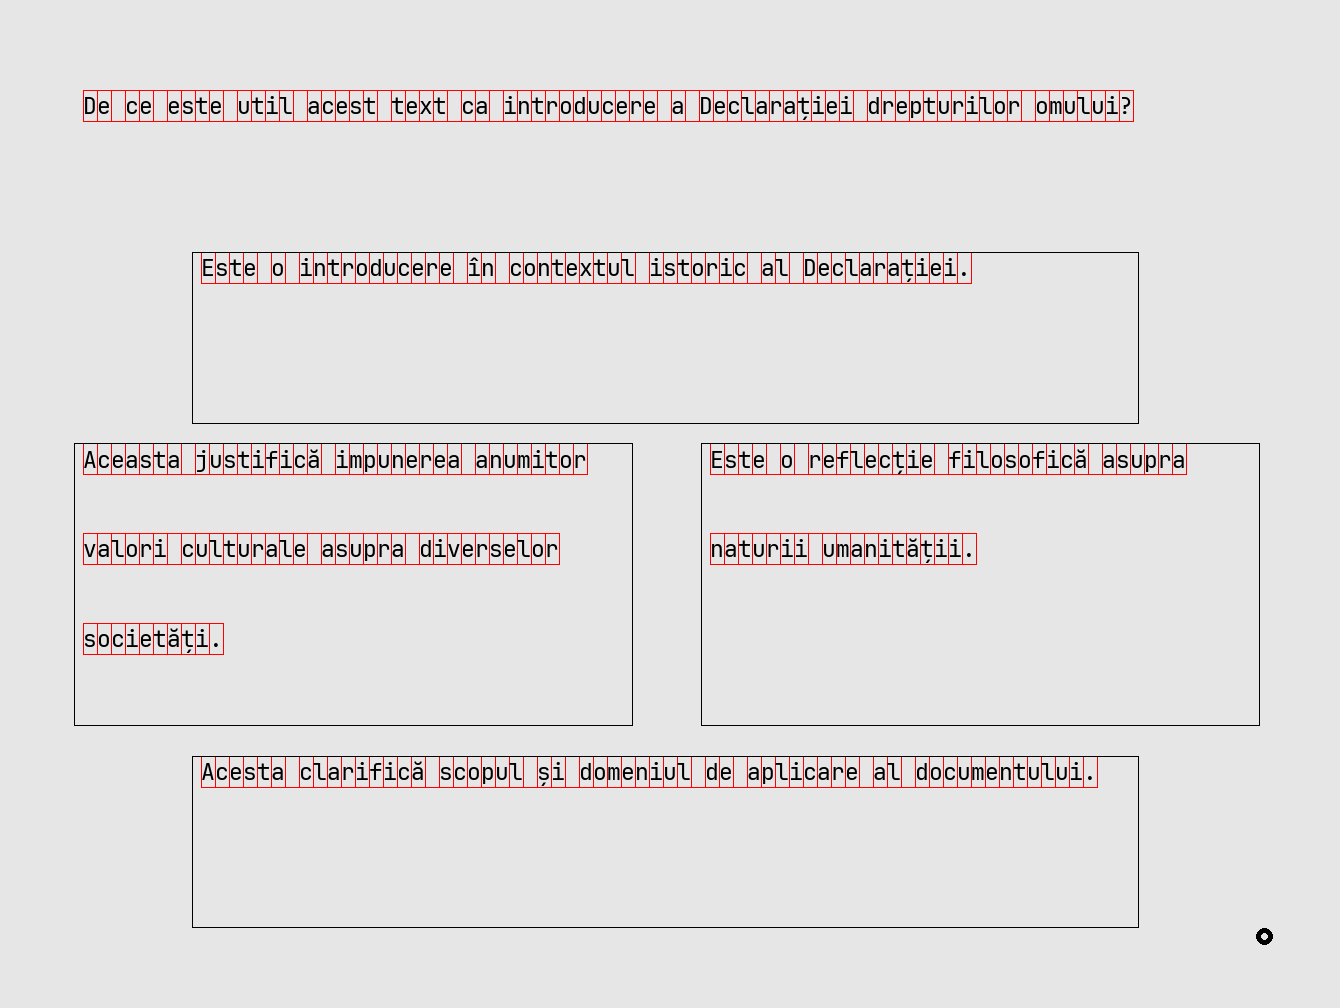 De ce este util acest text ca introducere a Declarației drepturilor omului?
Este o introducere în contextul istoric al Declarației.
Aceasta justifică impunerea anumitor
valori culturale asupra diverselor
societăți.
Este o reflecție filosofică asupra
naturii umanității.
Acesta clarifică scopul și domeniul de aplicare al documentului.